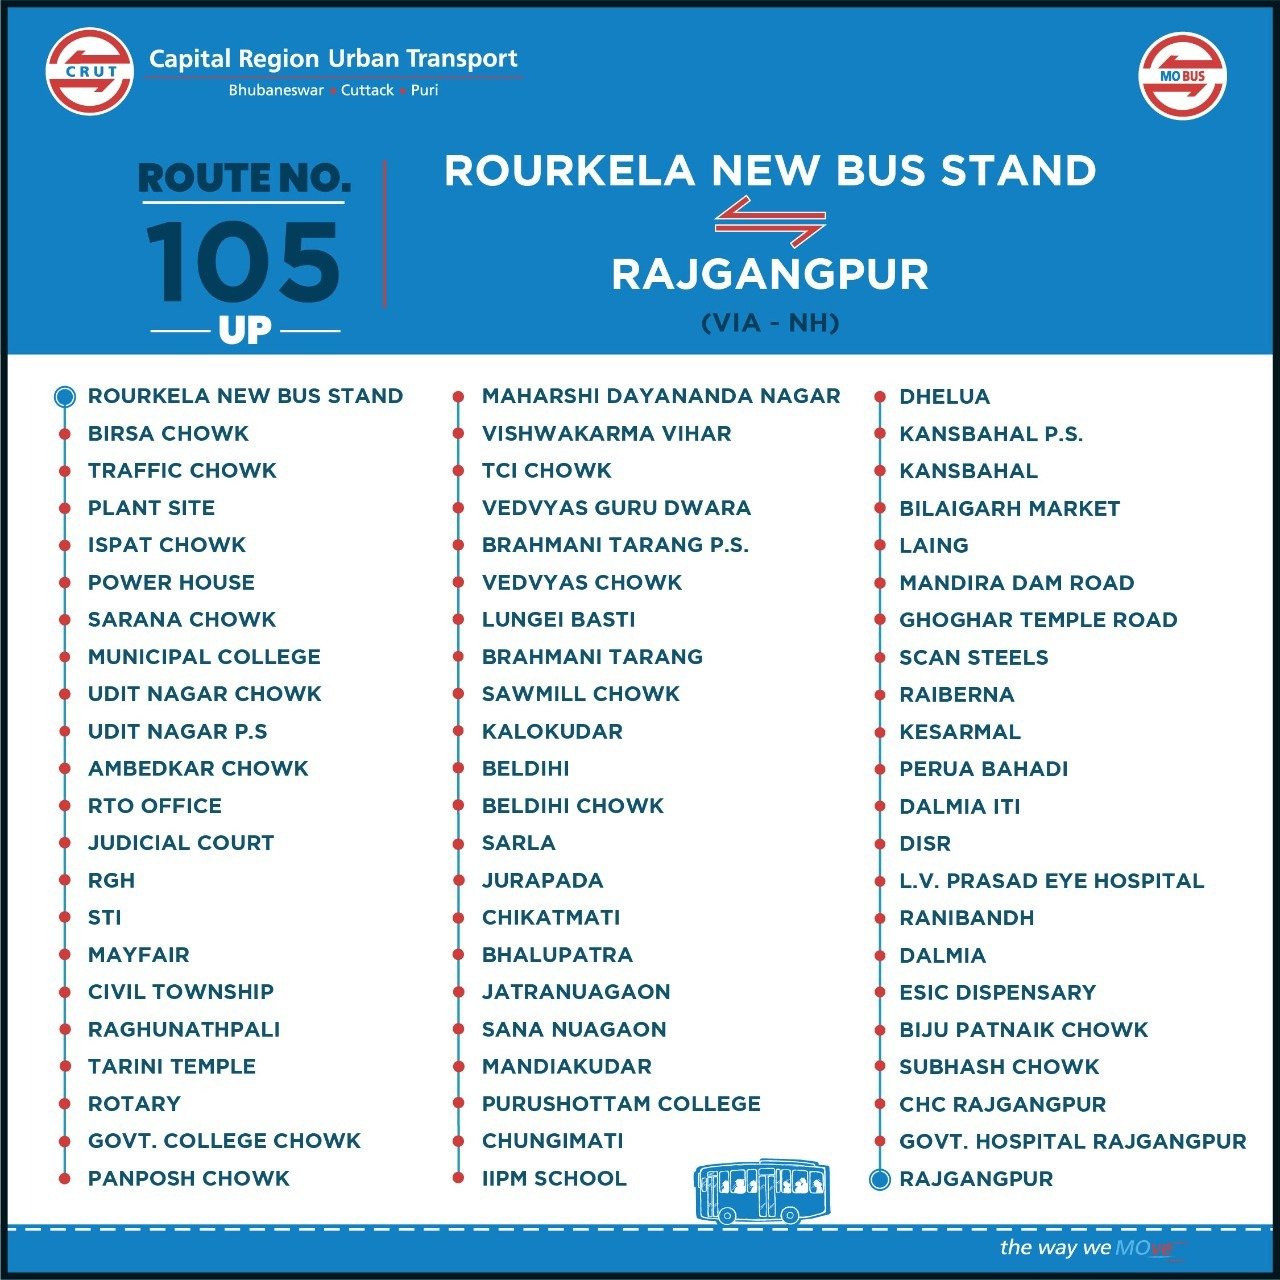 CRUT
Capital Region Urban Transport
Bhubaneswar • Cuttack • Puri
MO BUS
ROUTE NO.
105
UP
ROURKELA NEW BUS STAND
RAJGANGPUR
(VIA - NH)
ROURKELA NEW BUS STAND
BIRSA CHOWK
TRAFFIC CHOWK
PLANT SITE
ISPAT CHOWK
POWER HOUSE
SARANA CHOWK
MUNICIPAL COLLEGE
UDIT NAGAR CHOWK
UDIT NAGAR P.S
AMBEDKAR CHOWK
RTO OFFICE
JUDICIAL COURT
RGH
STI
MAYFAIR
CIVIL TOWNSHIP
RAGHUNATHPALI
TARINI TEMPLE
ROTARY
GOVT. COLLEGE CHOWK
PANPOSH CHOWK
MAHARSHI DAYANANDA NAGAR
VISHWAKARMA VIHAR
TCI CHOWK
VEDVYAS GURU DWARA
BRAHMANI TARANG P.S.
VEDVYAS CHOWK
LUNGEI BASTI
BRAHMANI TARANG
SAWMILL CHOWK
KALOKUDAR
BELDIHI
BELDIHI CHOWK
SARLA
JURAPADA
CHIKATMATI
BHALUPATRA
JATRANUAGAON
SANA NUAGAON
MANDIAKUDAR
PURUSHOTTAM COLLEGE
CHUNGIMATI
IIPM SCHOOL
DHELUA
KANSBAHAL P.S.
KANSBAHAL
BILAIGARH MARKET
LAING
MANDIRA DAM ROAD
GHOGHAR TEMPLE ROAD
SCAN STEELS
RAIBERNA
KESARMAL
PERUA BAHADI
DALMIA ITI
DISR
L.V. PRASAD EYE HOSPITAL
RANIBANDH
DALMIA
ESIC DISPENSARY
BIJU PATNAIK CHOWK
SUBHASH CHOWK
CHC RAJGANGPUR
GOVT. HOSPITAL RAJGANGPUR
RAJGANGPUR
the way we MOve